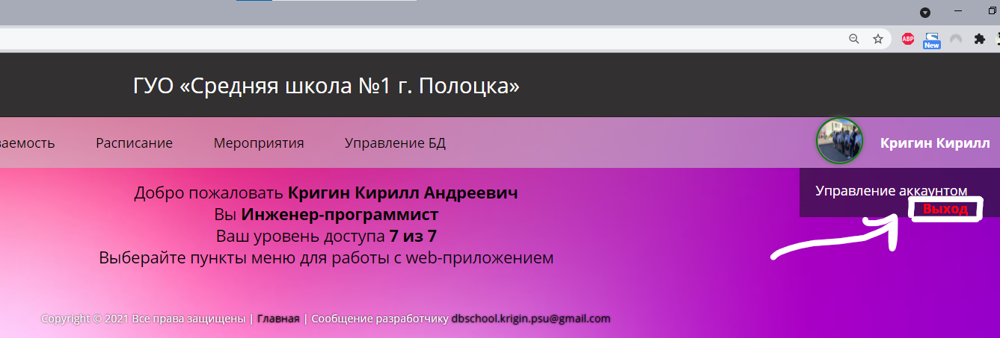 ABP
New
ГУО «Средняя школа №1 г. Полоцка»
ваемость Расписание Мероприятия Управление БД Кригин Кирилл
Управление аккаунтом
Выход
Добро пожаловать Кригин Кирилл Андреевич
Вы Инженер-программист
Ваш уровень доступа 7 из 7
Выберайте пункты меню для работы с web-приложением
Copyright © 2021 Все права защищены | Главная | Сообщение разработчику dbschool.krigin.psu@gmail.com